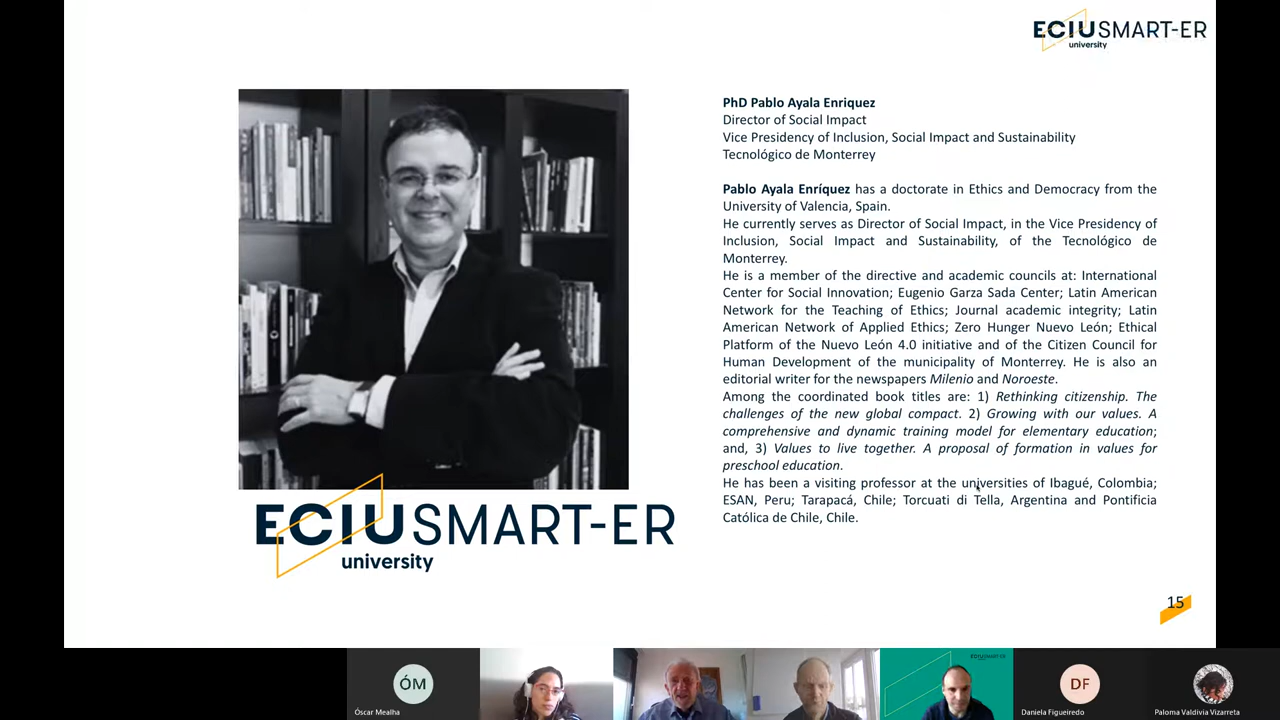 ECIUSMART-ER
university
PhD Pablo Ayala Enriquez
Director of Social Impact
Vice Presidency of Inclusion, Social Impact and Sustainability
Tecnológico de Monterrey
Pablo Ayala Enríquez has a doctorate in Ethics and Democracy from the
University of Valencia, Spain.
He currently serves as Director of Social Impact, in the Vice Presidency of
Inclusion, Social Impact and Sustainability, of the Tecnológico de
Monterrey.
He is a member of the directive and academic councils at: International
Center for Social Innovation; Eugenio Garza Sada Center; Latin American
Network for the Teaching of Ethics; Journal academic integrity; Latin
American Network of Applied Ethics; Zero Hunger Nuevo León; Ethical
Platform of the Nuevo León 4.0 initiative and of the Citizen Council for
Human Development of the municipality of Monterrey. He is also an
editorial writer for the newspapers Milenio and Noroeste.
Among the coordinated book titles are: 1) Rethinking citizenship. The
challenges of the new global compact. 2) Growing with our values. A
comprehensive and dynamic training model for elementary education;
and, 3) Values to live together. A proposal of formation in values for
preschool education.
He has been a visiting professor at the universities of Ibagué, Colombia;
ESAN, Peru; Tarapacá, Chile; Torcuati di Tella, Argentina and Pontificia
Católica de Chile, Chile.
ECIUSMART-ER
university
15
ÓM
Óscar Mealha
ECIUSMART-ER
DF
Daniela Figueiredo
Paloma Valdivia Vizarreta